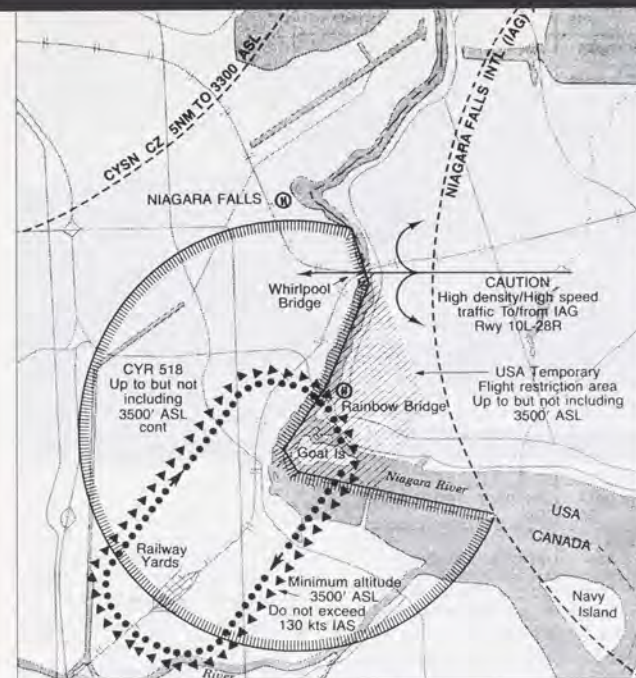 CYSN CZ 5NM TO 3300 ASL
NIAGARA FALLS INTL (IAG)
NIAGARA FALLS
H
Whirlpool
Bridge
CAUTION
High density/High speed
traffic To/from IAG
Rwy 10L-28R
CYR 518
Up to but not
including
3500' ASL
cont
USA Temporary
Flight restriction area
Up to but not including
3500' ASL
H
Rainbow Bridge
Goat Is
Niagara River
USA
CANADA
Railway
Yards
Minimum altitude
3500' ASL
Do not exceed
130 kts IAS
Navy
Island
River